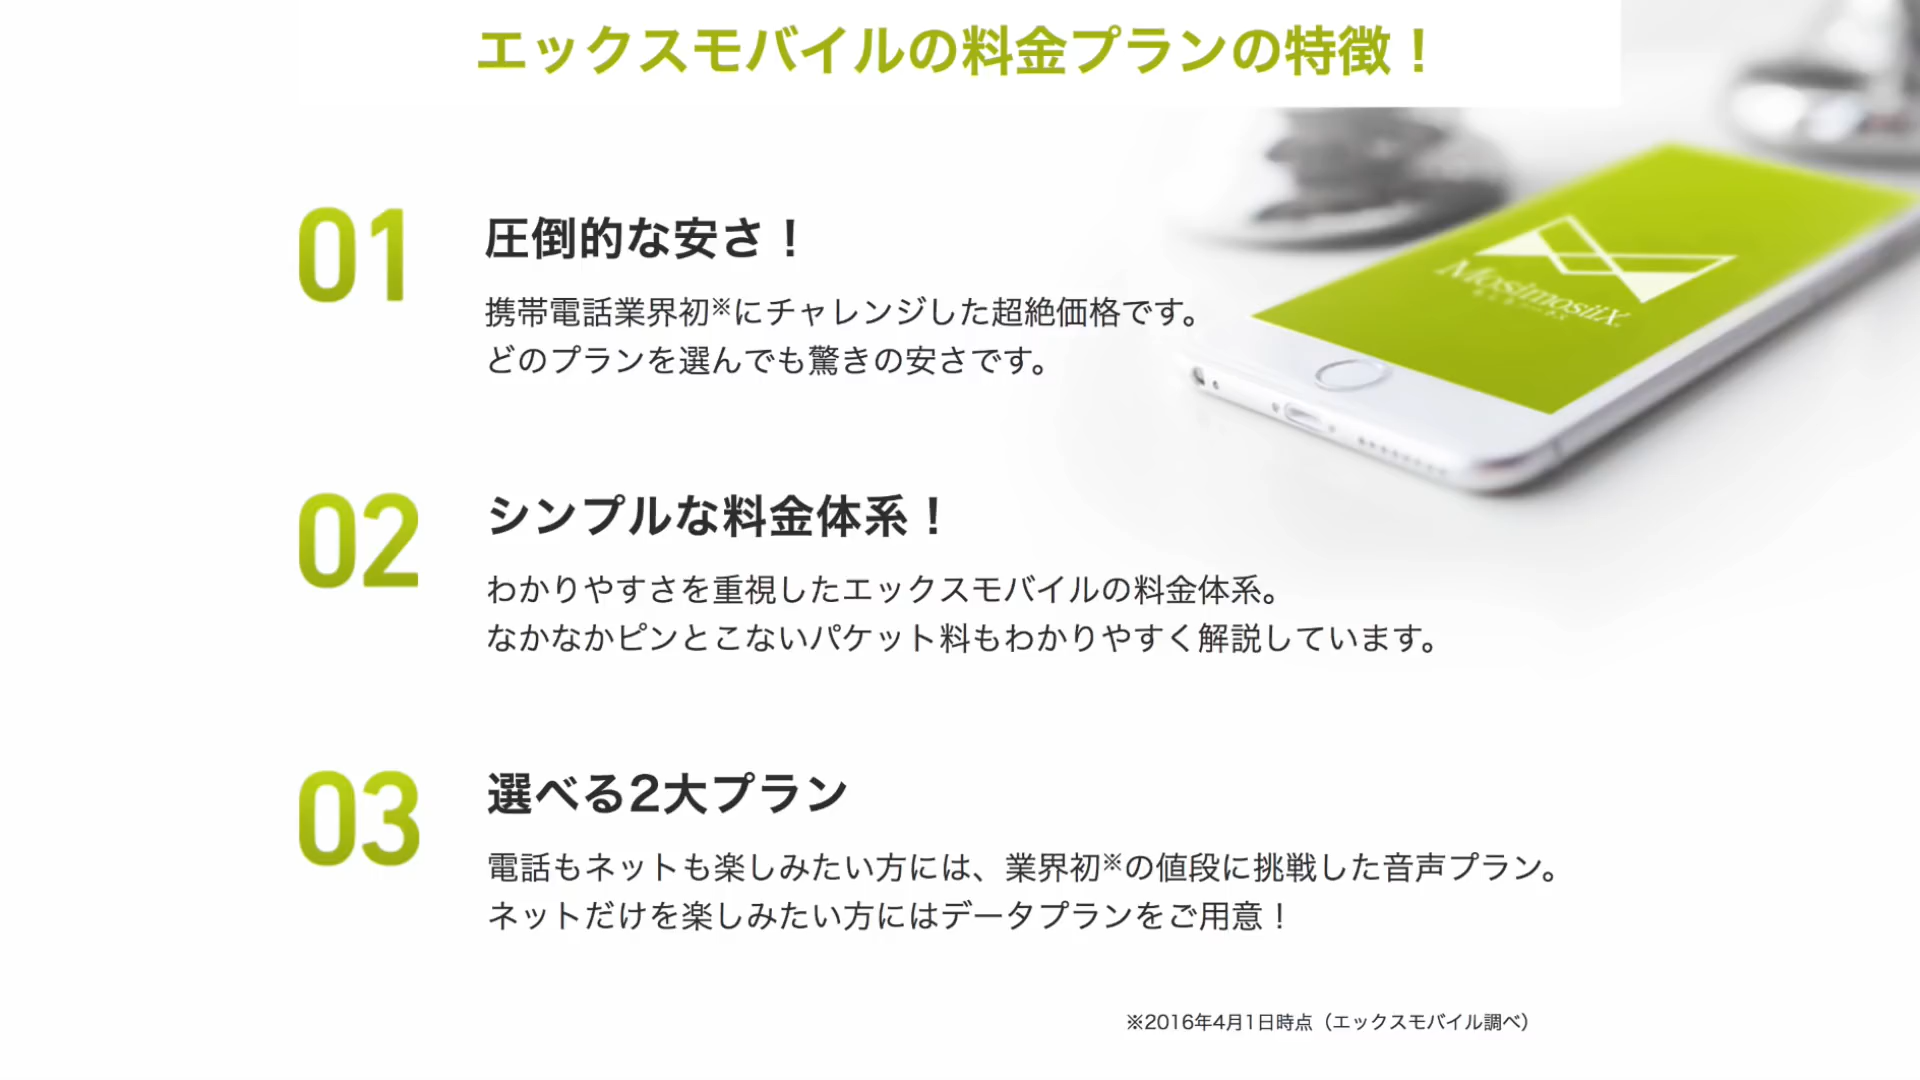 エックスモバイルの料金プランの特徴！
01
圧倒的な安さ！
携帯電話業界初※にチャレンジした超絶価格です。
どのプランを選んでも驚きの安さです。
MosimosiiX
02
シンプルな料金体系！
わかりやすさを重視したエックスモバイルの料金体系。
なかなかピンとこないパケット料もわかりやすく解説しています。
03
選べる2大プラン
電話もネットも楽しみたい方には、業界初※の値段に挑戦した音声プラン。
ネットだけを楽しみたい方にはデータプランをご用意！
※2016年4月1日時点（エックスモバイル調べ）